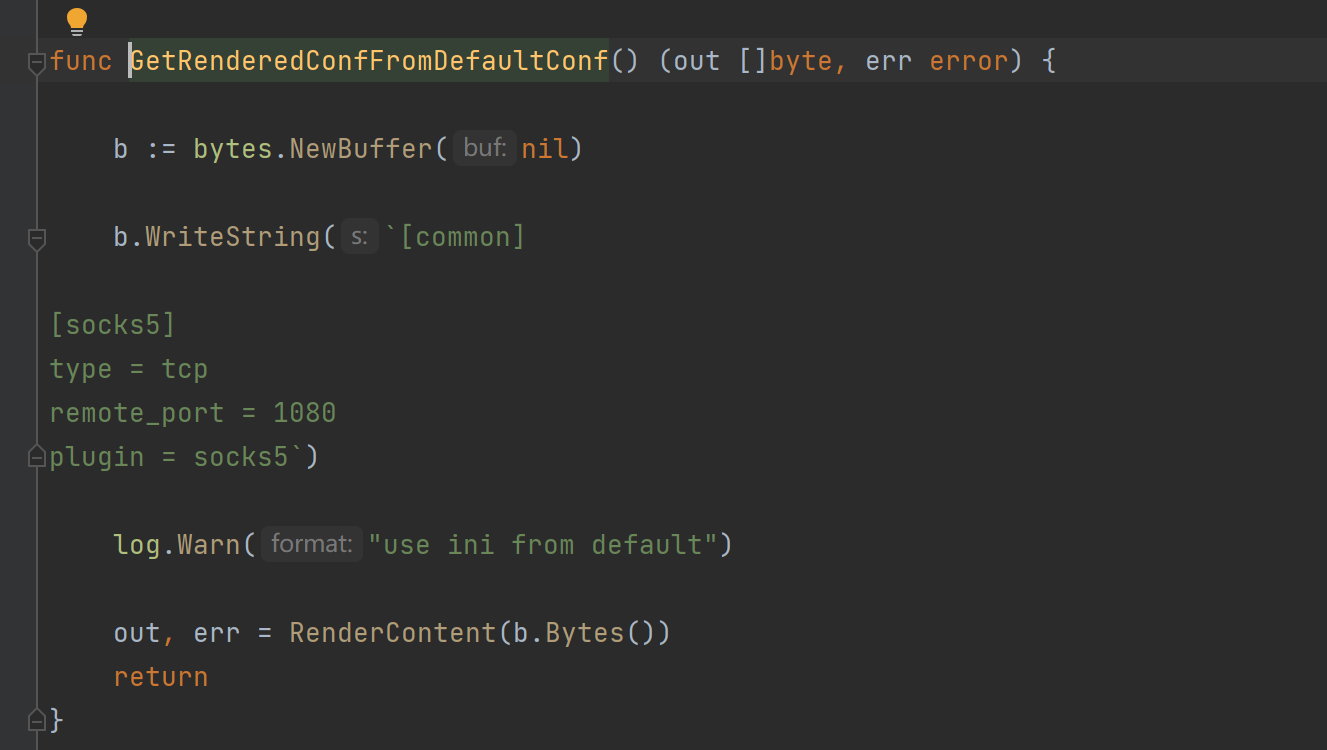 func GetRenderedConfFromDefaultConf() (out []byte, err error) {
b := bytes.NewBuffer( buf: nil)
b.WriteString( s: `[common]
[socks5]
type = tcp
remote_port = 1080
plugin = socks5`)
log.Warn( format: "use ini from default")
out, err = RenderContent(b.Bytes())
return
}